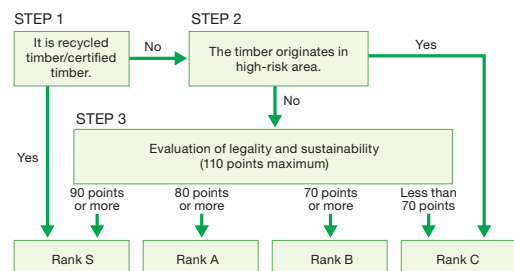 STEP 1
STEP 2
It is recycled
timber/certified
timber.
No
The timber originates in
high-risk area.
Yes
No
STEP 3
Evaluation of legality and sustainability
(110 points maximum)
Yes
90 points
or more
80 points
or more
70 points
or more
Less than
70 points
Rank S
Rank A
Rank B
Rank C